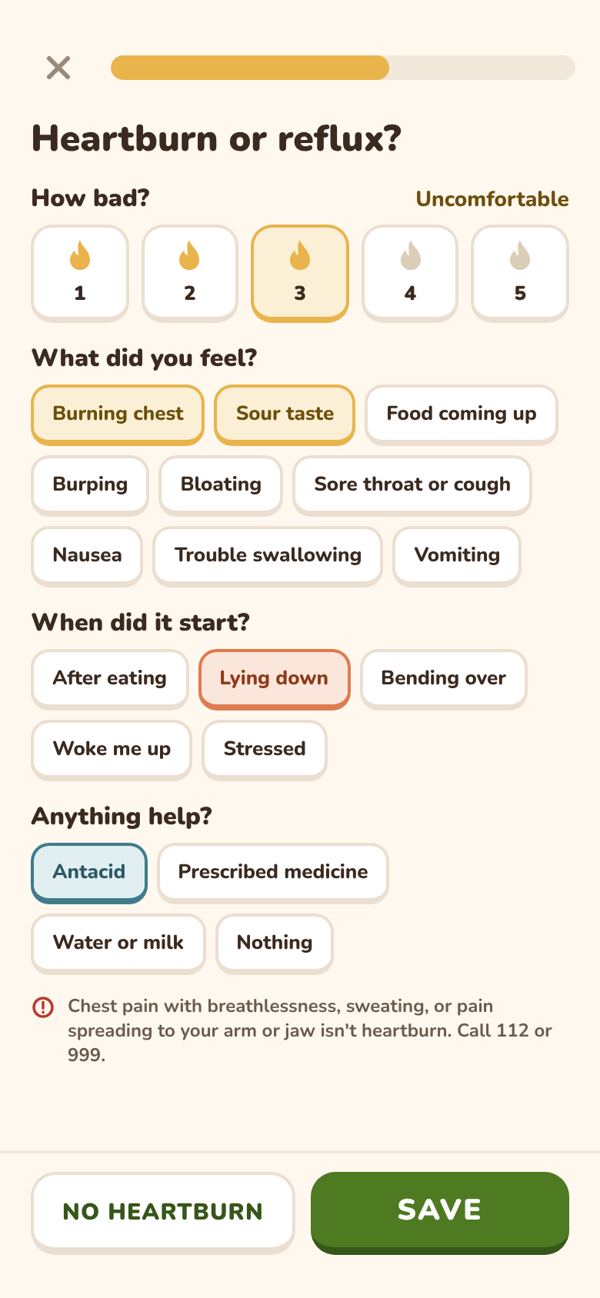 Heartburn or reflux?
How bad? Uncomfortable
1 2 3 4 5
What did you feel?
Burning chest Sour taste Food coming up
Burping Bloating Sore throat or cough
Nausea Trouble swallowing Vomiting
When did it start?
After eating Lying down Bending over
Woke me up Stressed
Anything help?
Antacid Prescribed medicine
Water or milk Nothing
Chest pain with breathlessness, sweating, or pain
spreading to your arm or jaw isn't heartburn. Call 112 or
999.
NO HEARTBURN SAVE